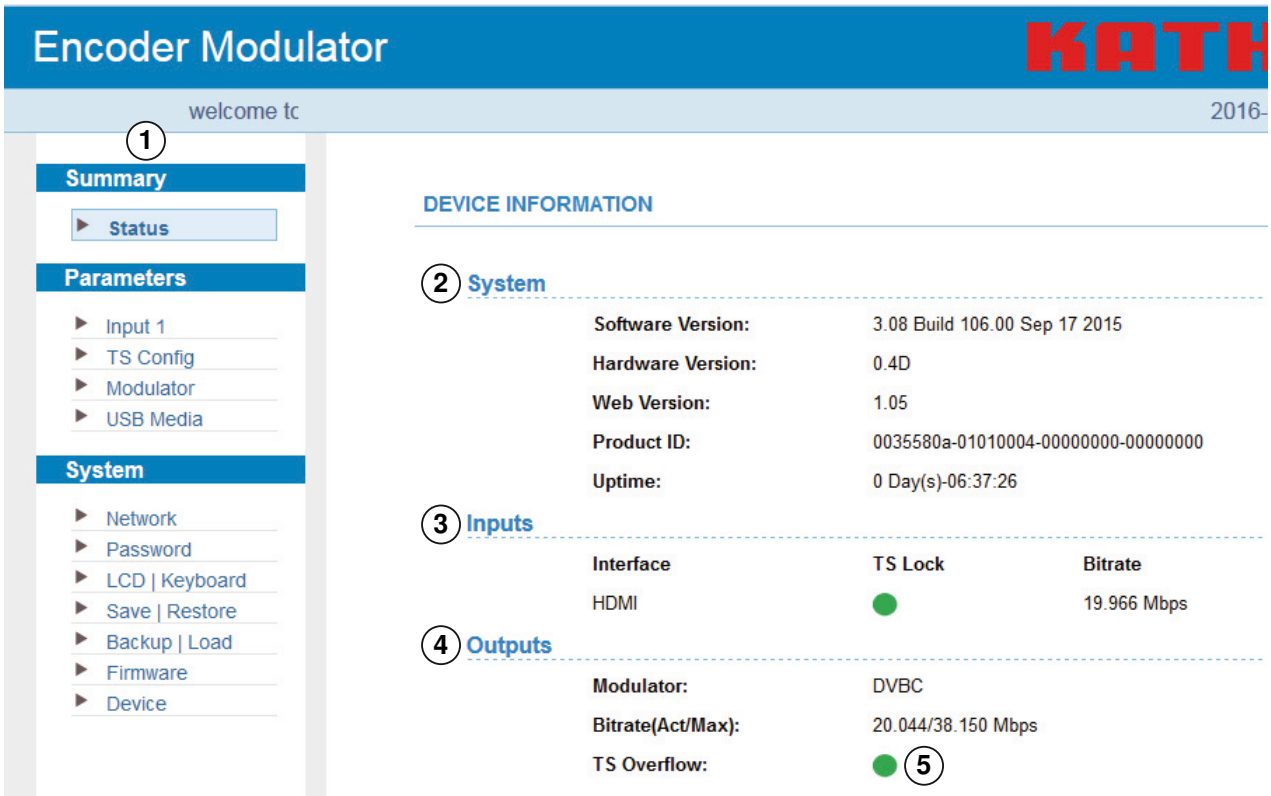 Encoder Modulator
KATH
welcome to
2016-
1
Summary
Status
Parameters
Input 1
TS Config
Modulator
USB Media
System
Network
Password
LCD | Keyboard
Save | Restore
Backup | Load
Firmware
Device
DEVICE INFORMATION
2 System
Software Version: 3.08 Build 106.00 Sep 17 2015
Hardware Version: 0.4D
Web Version: 1.05
Product ID: 0035580a-01010004-00000000-00000000
Uptime: 0 Day(s)-06:37:26
3 Inputs
Interface TS Lock Bitrate
HDMI 19.966 Mbps
4 Outputs
Modulator: DVBC
Bitrate(Act/Max): 20.044/38.150 Mbps
TS Overflow: 5